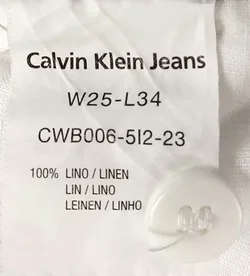 Calvin Klein Jeans
W25-L34
CWB006-5I2-23
100% LINO / LINEN
LIN / LINO
LEINEN / LINHO